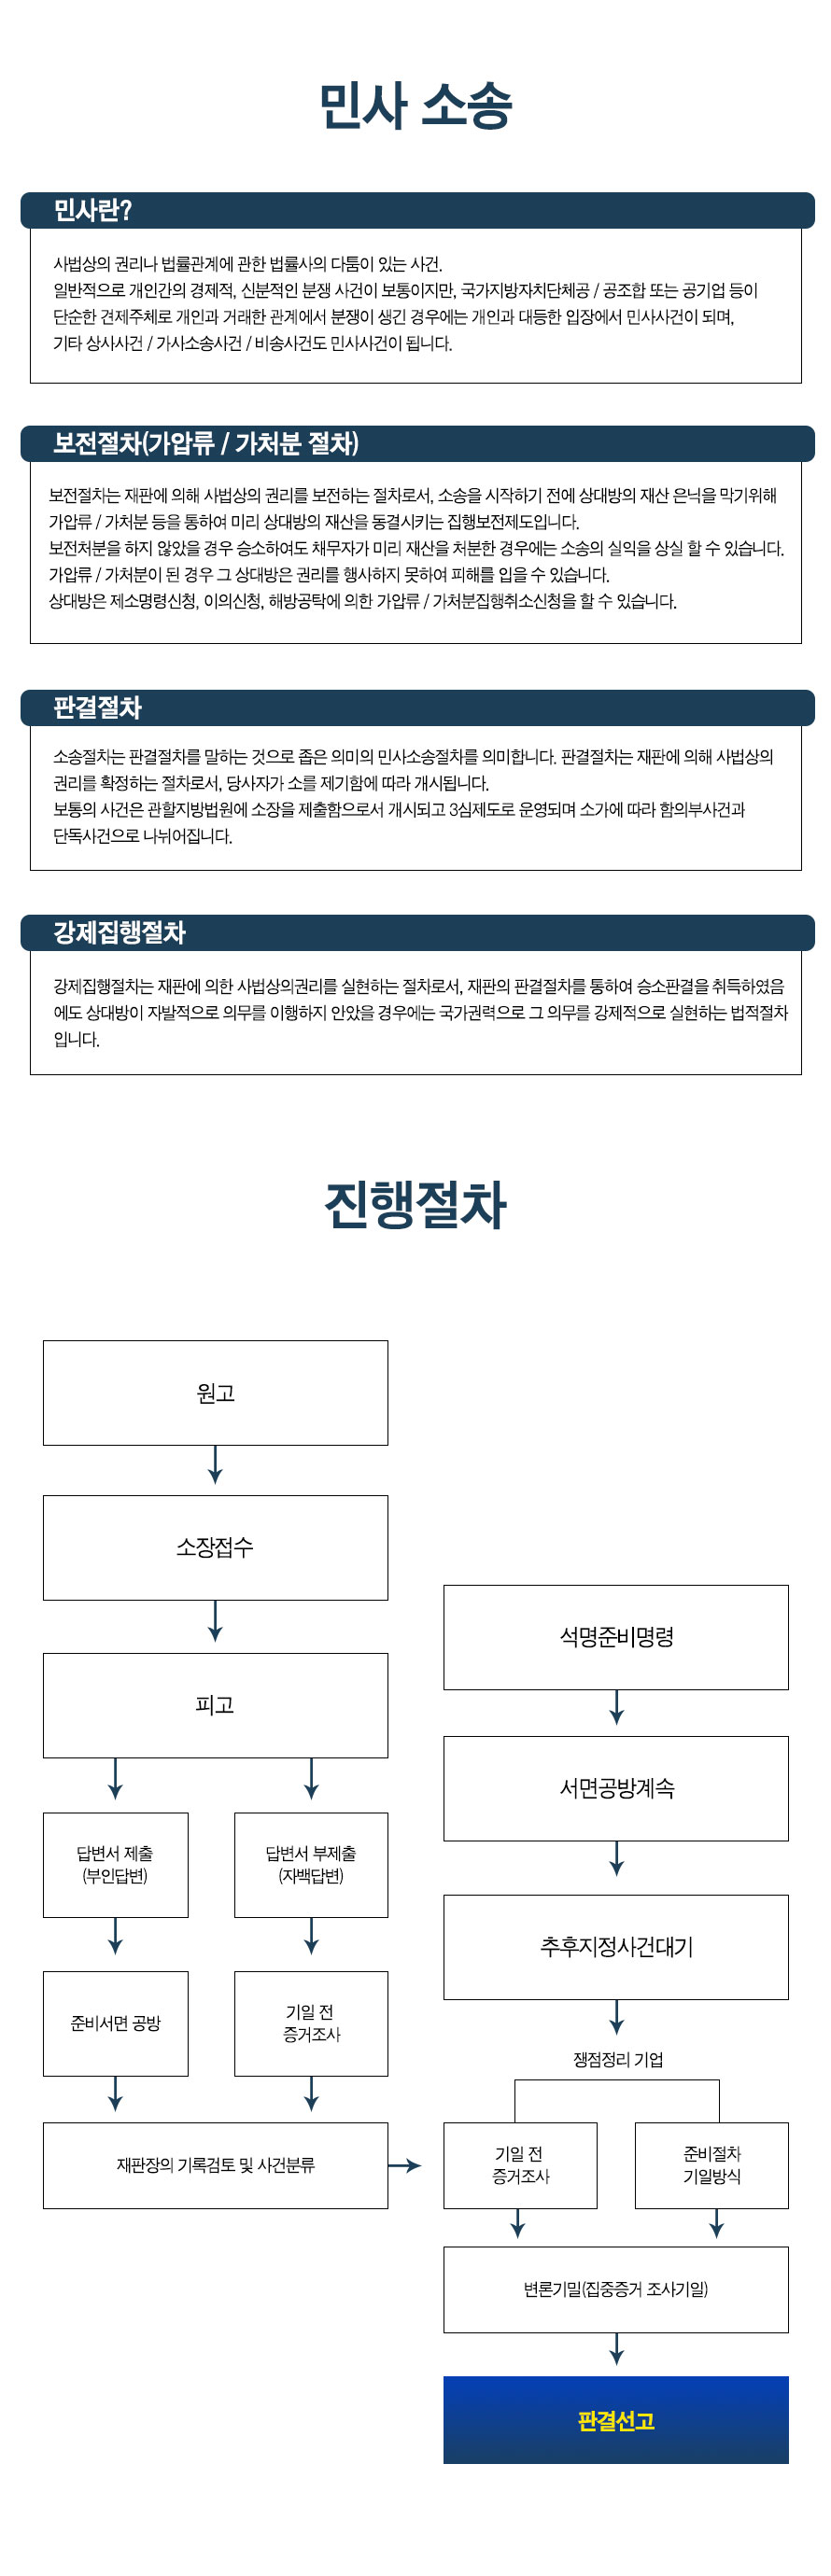 민사 소송
민사란?
사법상의 권리나 법률관계에 관한 법률사의 다툼이 있는 사건.
일반적으로 개인간의 경제적, 신분적인 분쟁 사건이 보통이지만, 국가지방자치단체공 / 공조합 또는 공기업 등이
단순한 견제주체로 개인과 거래한 관계에서 분쟁이 생긴 경우에는 개인과 대등한 입장에서 민사사건이 되며,
기타 상사사건 / 가사소송사건 / 비송사건도 민사사건이 됩니다.
보전절차(가압류 / 가처분 절차)
보전절차는 재판에 의해 사법상의 권리를 보전하는 절차로서, 소송을 시작하기 전에 상대방의 재산 은닉을 막기위해
가압류 / 가처분 등을 통하여 미리 상대방의 재산을 동결시키는 집행보전제도입니다.
보전처분을 하지 않았을 경우 승소하여도 채무자가 미리 재산을 처분한 경우에는 소송의 실익을 상실 할 수 있습니다.
가압류 / 가처분이 된 경우 그 상대방은 권리를 행사하지 못하여 피해를 입을 수 있습니다.
상대방은 제소명령신청, 이의신청, 해방공탁에 의한 가압류 / 가처분집행취소신청을 할 수 있습니다.
판결절차
소송절차는 판결절차를 말하는 것으로 좁은 의미의 민사소송절차를 의미합니다. 판결절차는 재판에 의해 사법상의
권리를 확정하는 절차로서, 당사자가 소를 제기함에 따라 개시됩니다.
보통의 사건은 관할지방법원에 소장을 제출함으로서 개시되고 3심제도로 운영되며 소가에 따라 함의부사건과
단독사건으로 나뉘어집니다.
강제집행절차
강제집행절차는 재판에 의한 사법상의권리를 실현하는 절차로서, 재판의 판결절차를 통하여 승소판결을 취득하였음
에도 상대방이 자발적으로 의무를 이행하지 안았을 경우에는 국가권력으로 그 의무를 강제적으로 실현하는 법적절차
입니다.
진행절차
원고
소장접수
피고
답변서 제출
(부인답변)
답변서 부제출
(자백답변)
준비서면 공방
기일 전
증거조사
재판장의 기록검토 및 사건분류
석명준비명령
서면공방계속
추후지정사건대기
쟁점정리 기업
기일 전
증거조사
준비절차
기일방식
변론기밀(집중증거 조사기일)
판결선고